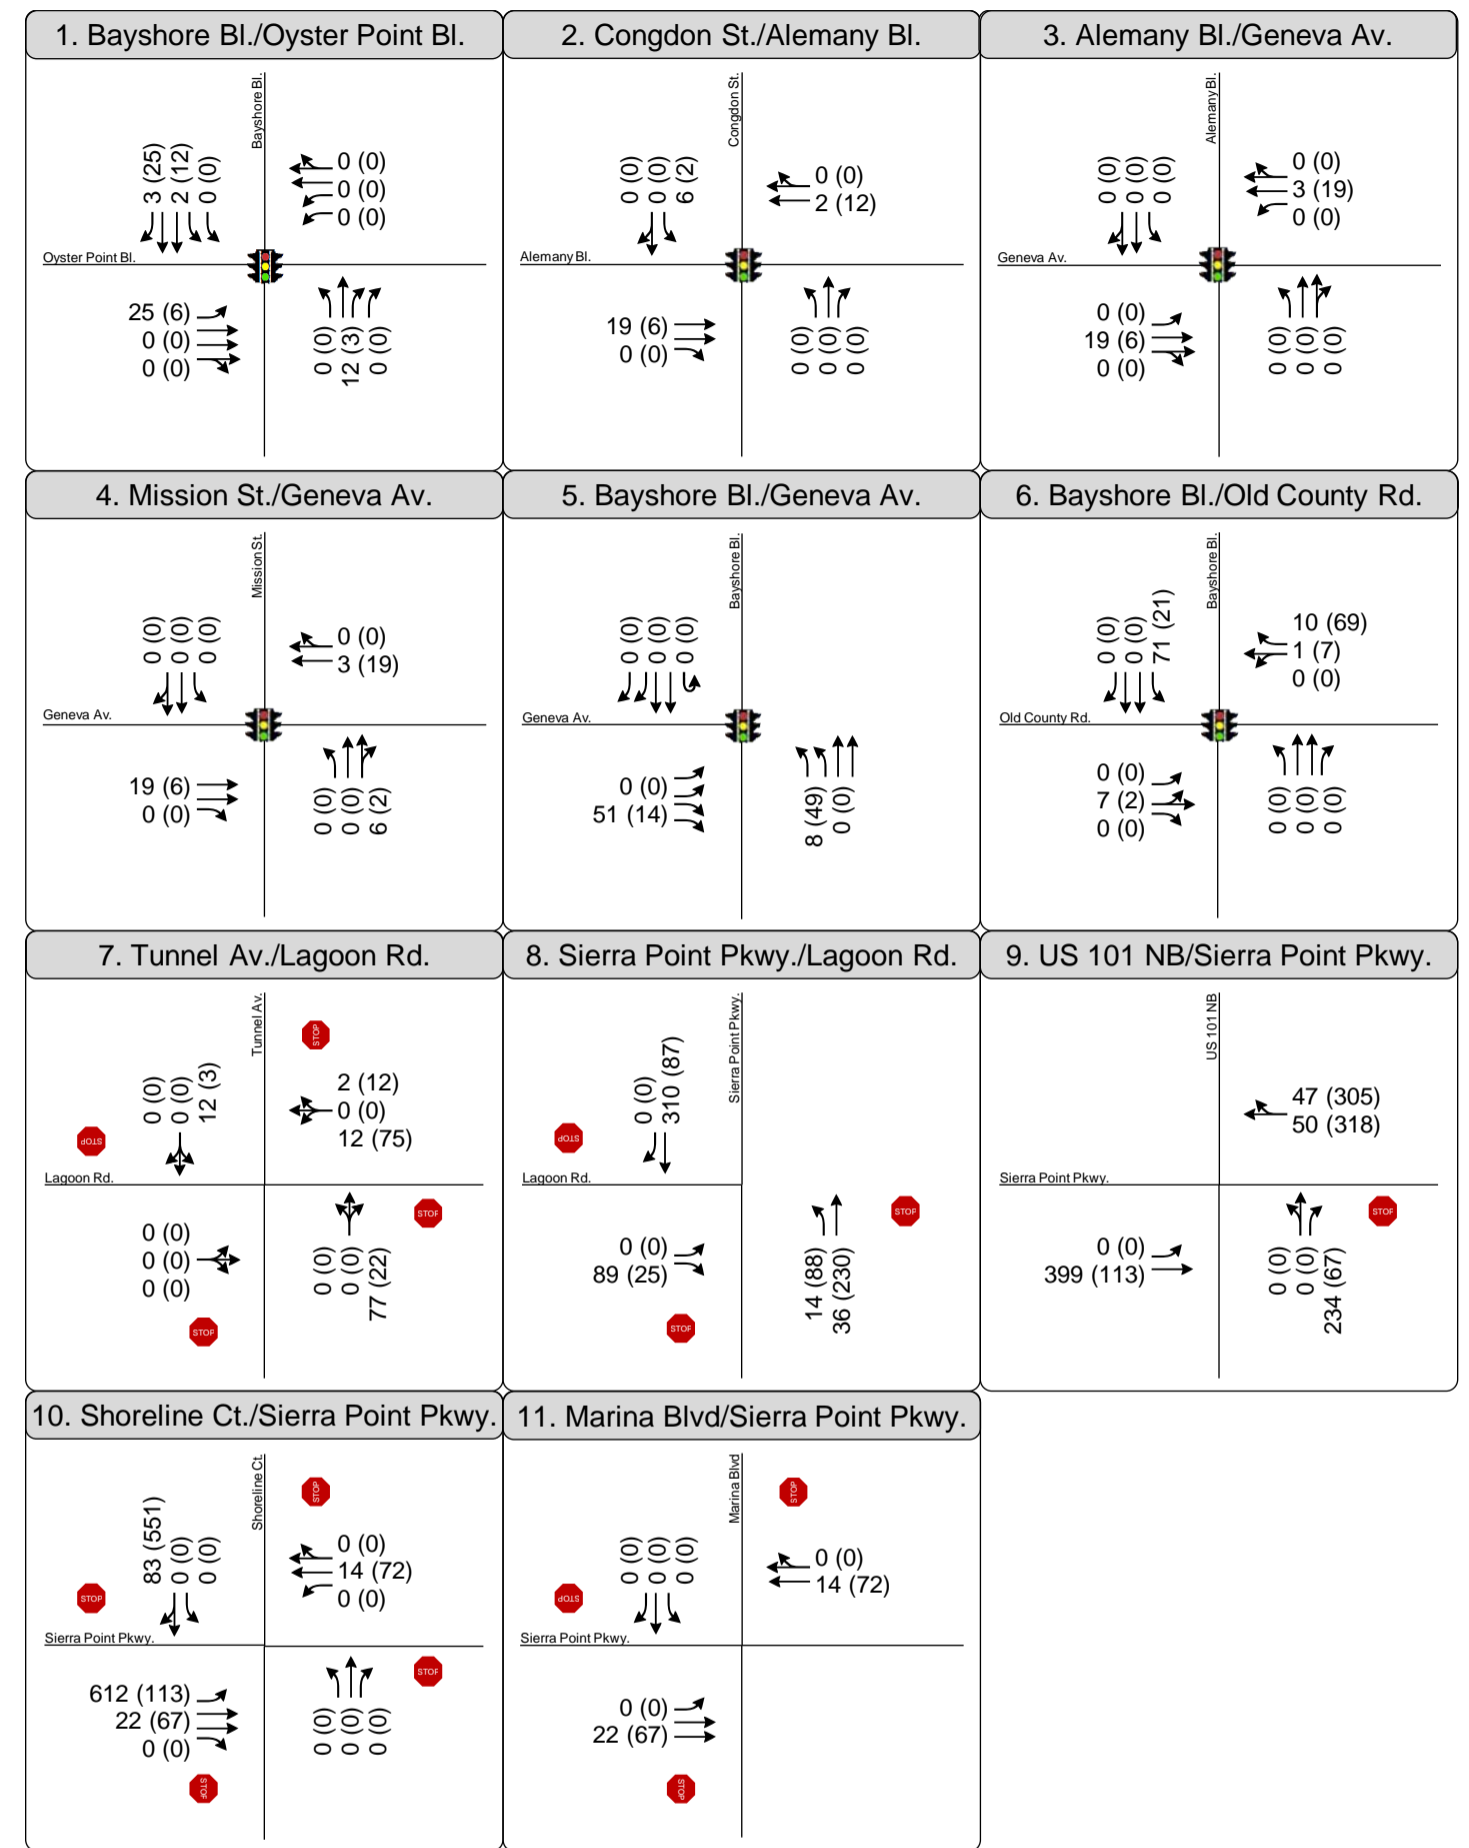 1. Bayshore Bl./Oyster Point Bl.
Bayshore Bl.
3 (25)
2 (12)
0 (0)
0 (0)
0 (0)
0 (0)
Oyster Point Bl.
25 (6)
0 (0)
0 (0)
0 (0)
12 (3)
0 (0)
2. Congdon St./Alemany Bl.
Congdon St.
0 (0)
0 (0)
6 (2)
0 (0)
2 (12)
Alemany Bl.
19 (6)
0 (0)
0 (0)
0 (0)
0 (0)
3. Alemany Bl./Geneva Av.
Alemany Bl.
0 (0)
0 (0)
0 (0)
0 (0)
3 (19)
0 (0)
Geneva Av.
0 (0)
19 (6)
0 (0)
0 (0)
0 (0)
0 (0)
4. Mission St./Geneva Av.
Mission St.
0 (0)
0 (0)
0 (0)
0 (0)
3 (19)
Geneva Av.
19 (6)
0 (0)
0 (0)
0 (0)
6 (2)
5. Bayshore Bl./Geneva Av.
Bayshore Bl.
0 (0)
0 (0)
0 (0)
Geneva Av.
0 (0)
51 (14)
8 (49)
0 (0)
6. Bayshore Bl./Old County Rd.
Bayshore Bl.
0 (0)
0 (0)
71 (21)
10 (69)
1 (7)
0 (0)
Old County Rd.
0 (0)
7 (2)
0 (0)
0 (0)
0 (0)
0 (0)
7. Tunnel Av./Lagoon Rd.
Tunnel Av.
STOP
0 (0)
0 (0)
12 (3)
2 (12)
0 (0)
12 (75)
STOP
Lagoon Rd.
STOP
0 (0)
0 (0)
0 (0)
0 (0)
0 (0)
77 (22)
STOP
8. Sierra Point Pkwy./Lagoon Rd.
Sierra Point Pkwy.
0 (0)
310 (87)
STOP
Lagoon Rd.
STOP
0 (0)
89 (25)
14 (88)
36 (230)
STOP
9. US 101 NB/Sierra Point Pkwy.
US 101 NB
47 (305)
50 (318)
Sierra Point Pkwy.
STOP
0 (0)
399 (113)
0 (0)
0 (0)
234 (67)
10. Shoreline Ct./Sierra Point Pkwy.
Shoreline Ct.
STOP
83 (551)
0 (0)
0 (0)
0 (0)
14 (72)
0 (0)
STOP
Sierra Point Pkwy.
STOP
612 (113)
22 (67)
0 (0)
0 (0)
0 (0)
0 (0)
STOP
11. Marina Blvd/Sierra Point Pkwy.
Marina Blvd
STOP
0 (0)
0 (0)
0 (0)
0 (0)
14 (72)
STOP
Sierra Point Pkwy.
0 (0)
22 (67)
STOP